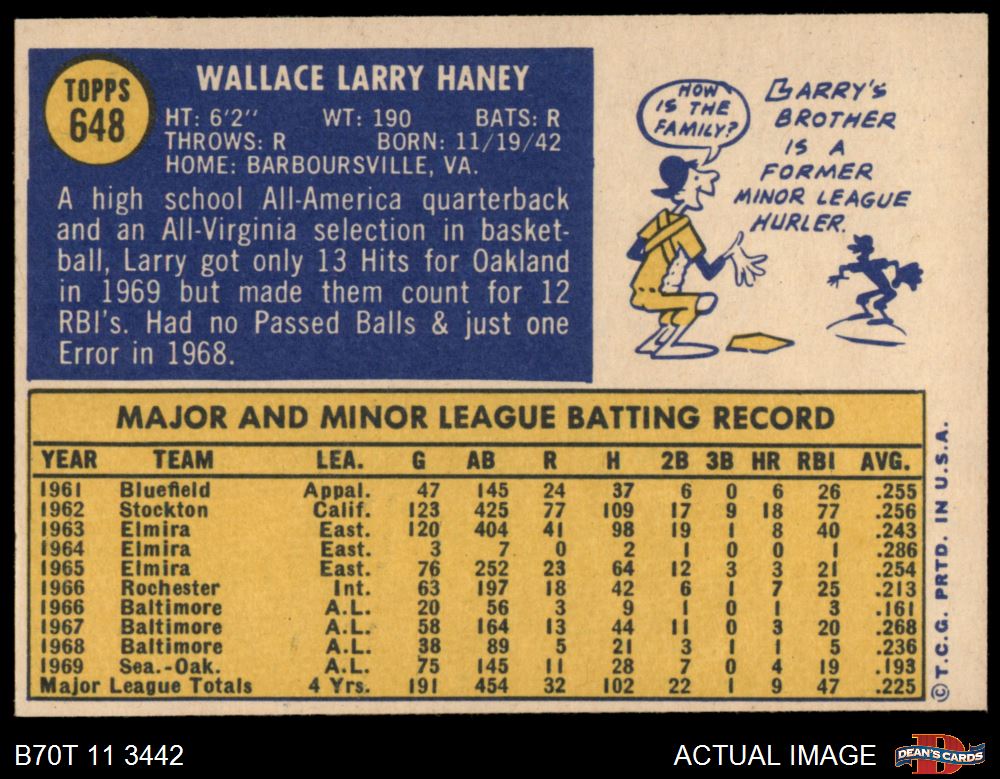 TOPPS
648
WALLACE LARRY HANEY
HT: 6'2" WT: 190 BATS: R
THROWS: R BORN: 11/19/42
HOME: BARBOURSVILLE, VA.
A high school All-America quarterback
and an All-Virginia selection in basket-
ball, Larry got only 13 Hits for Oakland
in 1969 but made them count for 12
RBI's. Had no Passed Balls & just one
Error in 1968.
HOW
IS THE
FAMILY?
LARRY'S
BROTHER
IS A
FORMER
MINOR LEAGUE
HURLER.
MAJOR AND MINOR LEAGUE BATTING RECORD
YEAR TEAM LEA. G AB R H 2B 3B HR RBI AVG.
1961 Bluefield Appal. 47 145 24 37 6 0 6 26 .255
1962 Stockton Calif. 123 425 77 109 17 9 18 77 .256
1963 Elmira East. 120 404 41 98 19 1 8 40 .243
1964 Elmira East. 3 7 0 2 1 0 0 1 .286
1965 Elmira East. 76 252 23 64 12 3 3 21 .254
1966 Rochester Int. 63 197 18 42 6 1 7 25 .213
1966 Baltimore A.L. 20 56 3 9 1 0 1 3 .161
1967 Baltimore A.L. 58 164 13 44 11 0 3 20 .268
1968 Baltimore A.L. 38 89 5 21 3 1 1 5 .236
1969 Sea.-Oak. A.L. 75 145 11 28 7 0 4 19 .193
Major League Totals 4 Yrs. 191 454 32 102 22 1 9 47 .225
© T.C.G. PRTD. IN U.S.A.
B70T 11 3442
ACTUAL IMAGE
D
DEAN'S CARDS